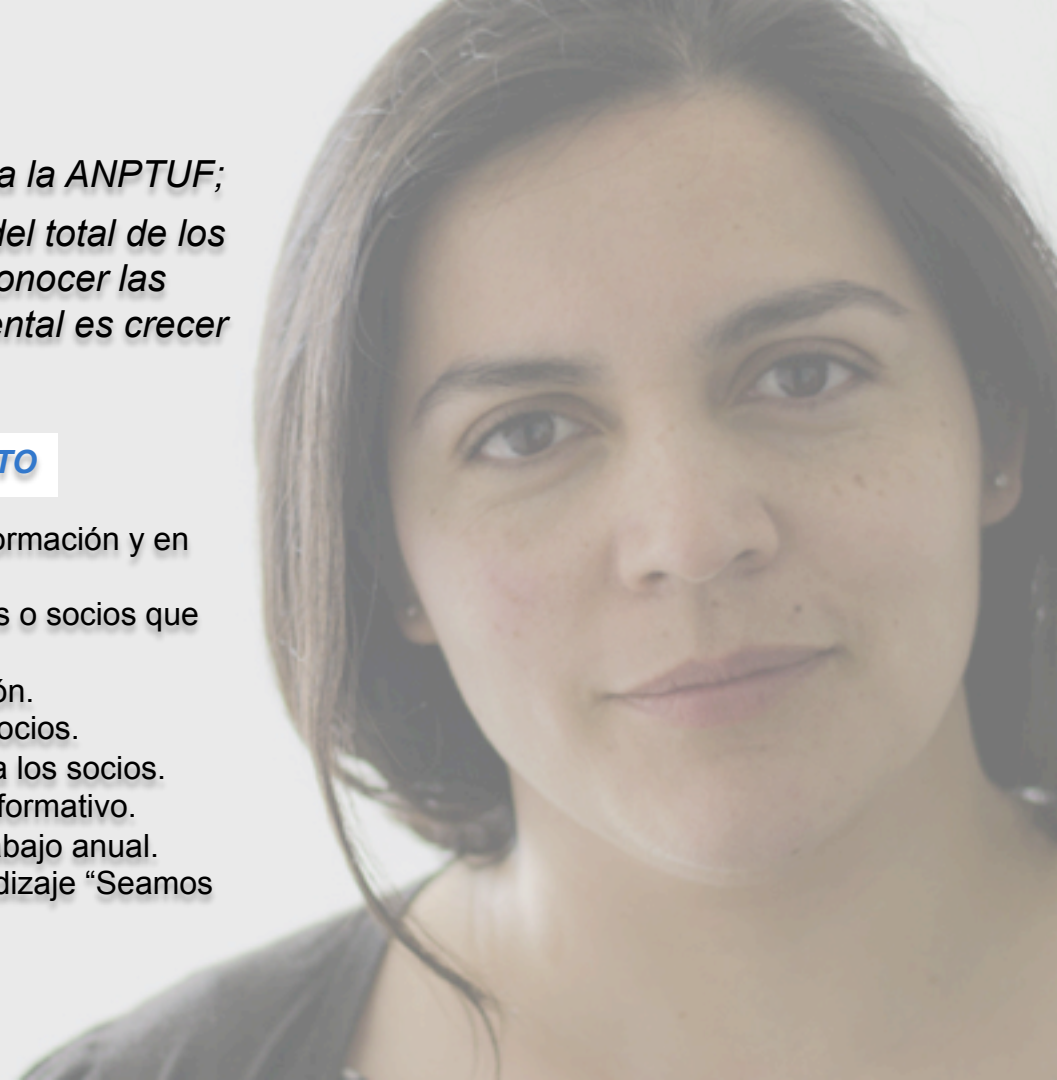 a la ANPTUF;
del total de los
onocer las
ental es crecer
TO
ormación y en
s o socios que
ón.
ocios.
a los socios.
formativo.
abajo anual.
dizaje “Seamos